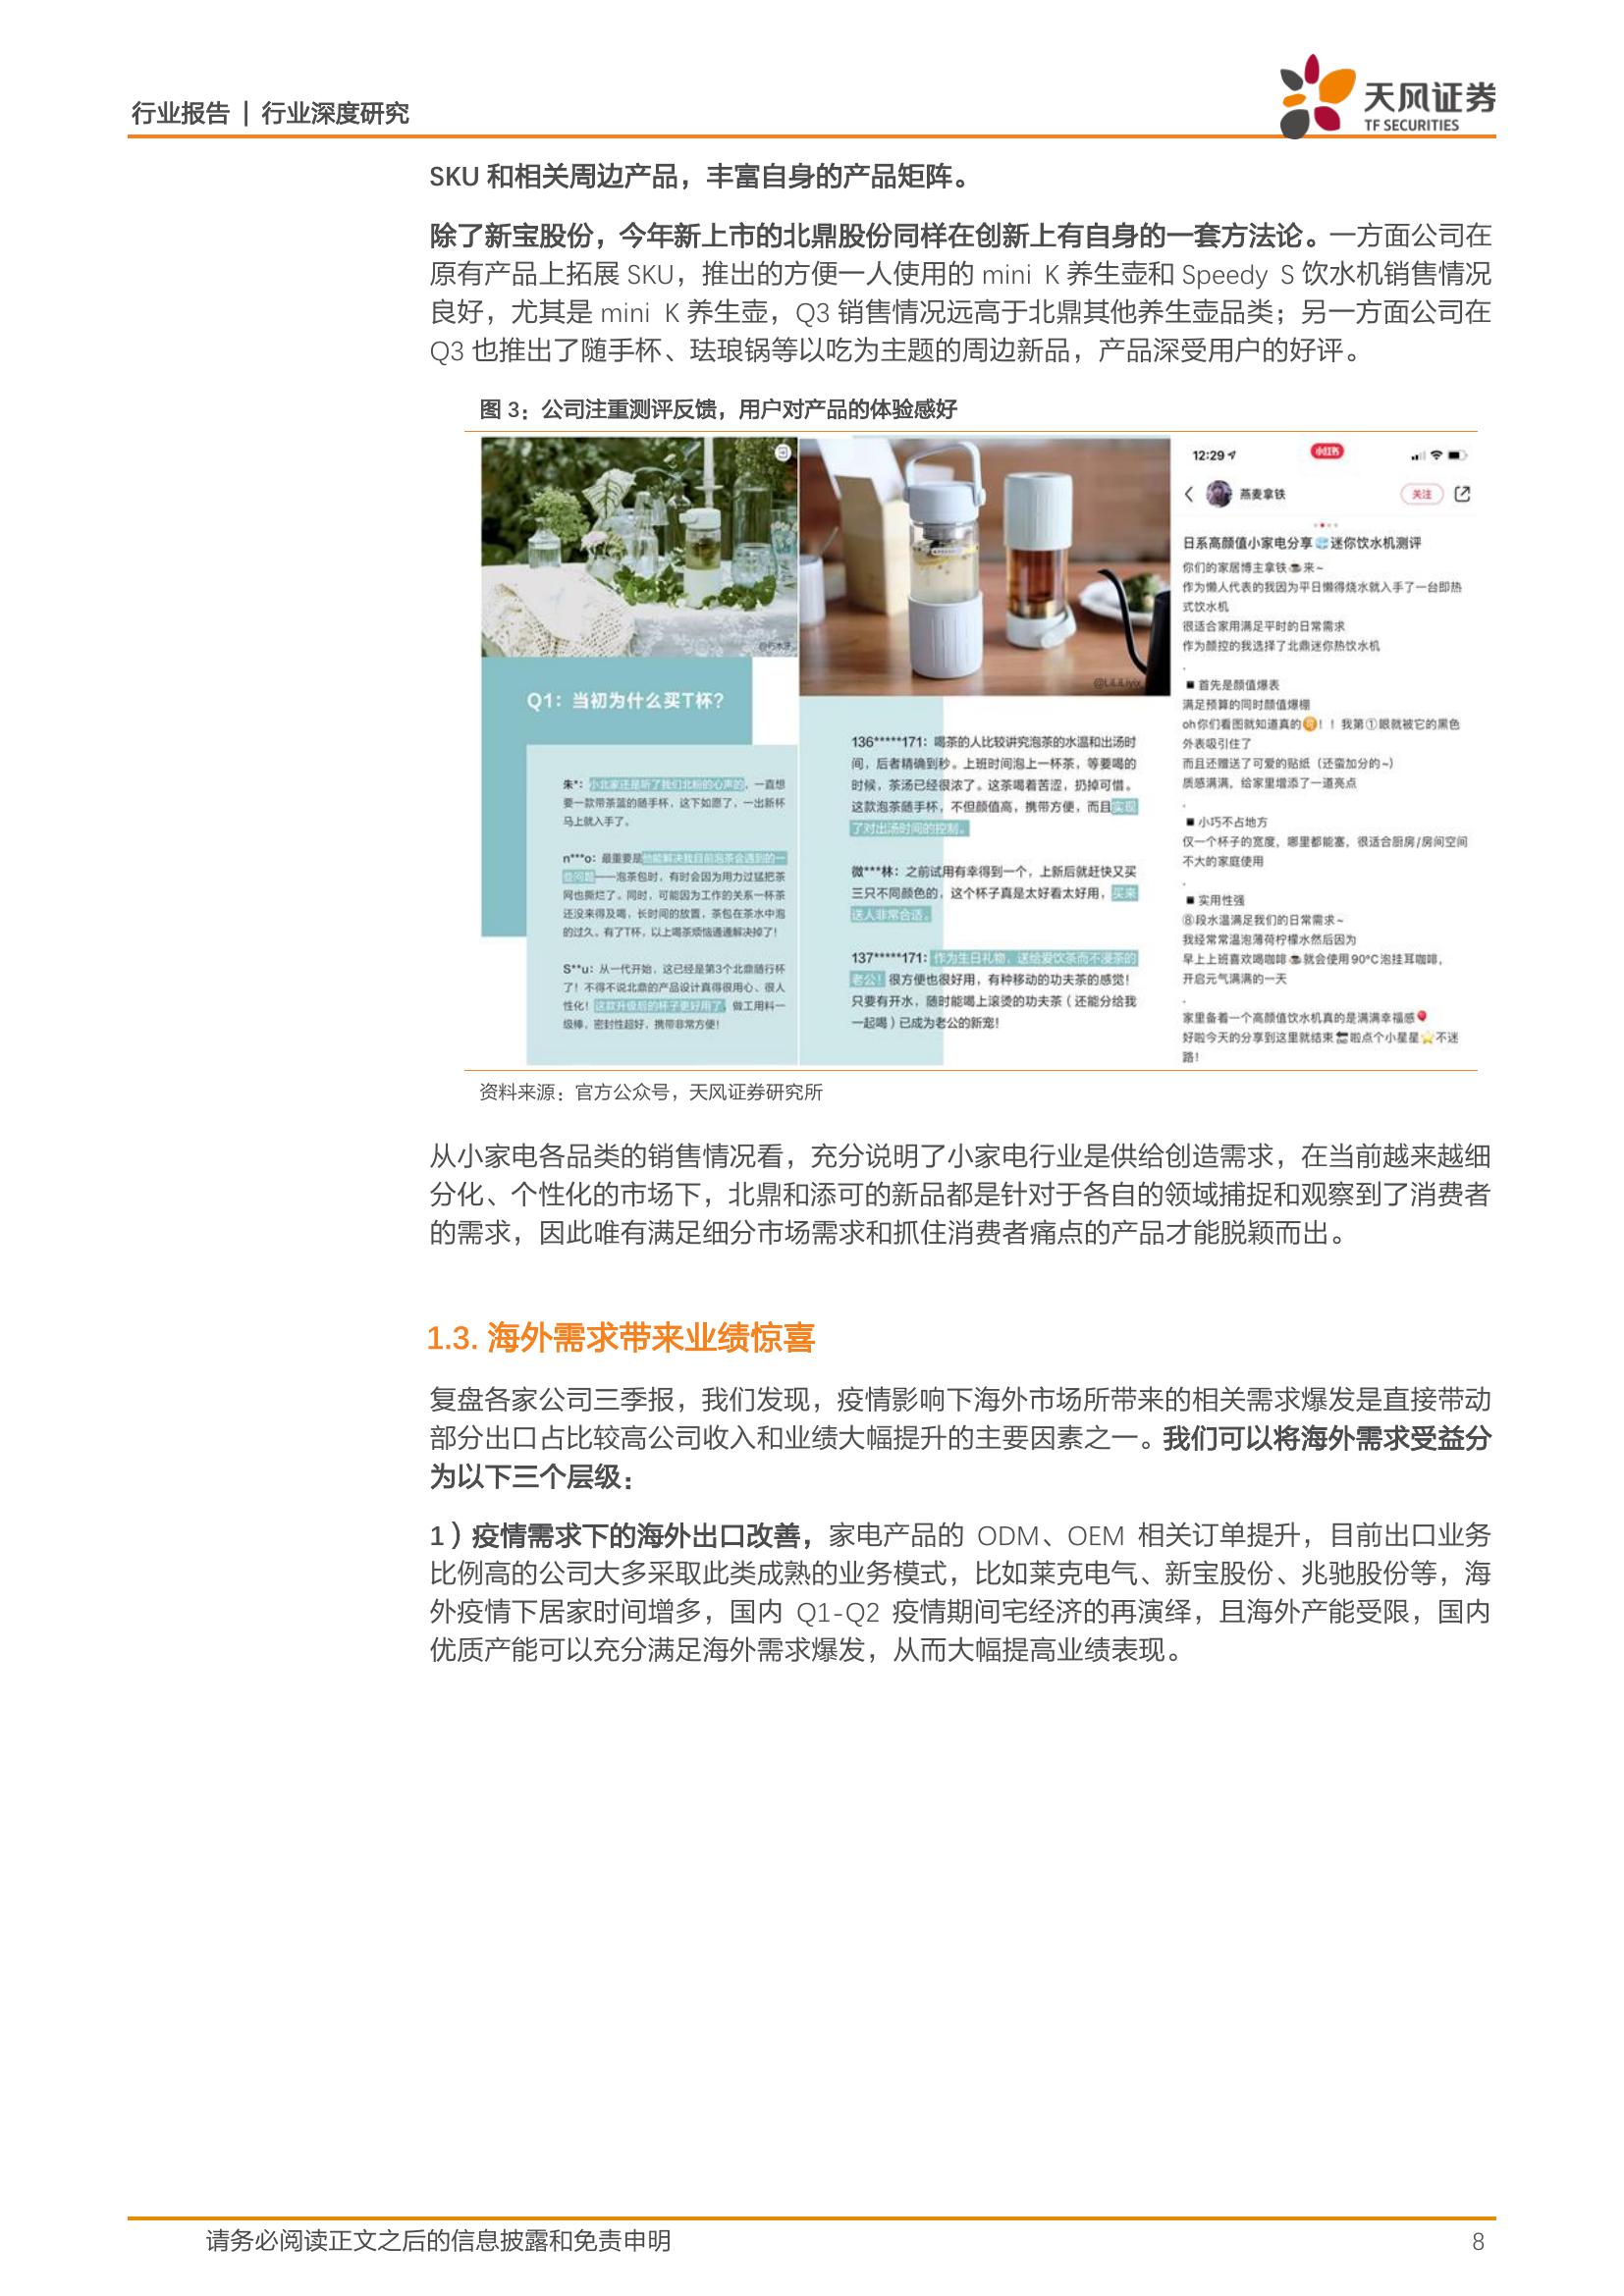 行业报告 | 行业深度研究
天风证券
TF SECURITIES
SKU 和相关周边产品，丰富自身的产品矩阵。
除了新宝股份，今年新上市的北鼎股份同样在创新上有自身的一套方法论。一方面公司在
原有产品上拓展 SKU，推出的方便一人使用的 mini K 养生壶和 Speedy S 饮水机销售情况
良好，尤其是 mini K 养生壶，Q3 销售情况远高于北鼎其他养生壶品类；另一方面公司在
Q3 也推出了随手杯、珐琅锅等以吃为主题的周边新品，产品深受用户的好评。
图 3：公司注重测评反馈，用户对产品的体验感好
Q1：当初为什么买T杯？
朱*：小北家还是听了我们北粉的心声的，一直想
要一款带茶篮的随手杯，这下如愿了，一出新杯
马上就入手了。
n***o：最重要是他能解决我目前泡茶会遇到的一
些问题——泡茶包时，有时会因为用力过猛把茶
网也撕烂了。同时，可能因为工作的关系一杯茶
还没来得及喝，长时间的放置，茶包在茶水中泡
的过久。有了T杯，以上喝茶烦恼通通解决掉了！
S**u：从一代开始，这已经是第3个北鼎随行杯
了！不得不说北鼎的产品设计真得很用心、很人
性化！这款升级后的杯子更好用了，做工用料一
级棒，密封性超好，携带非常方便！
@LiLiLiyix
136*****171：喝茶的人比较讲究泡茶的水温和出汤时
间，后者精确到秒。上班时间泡上一杯茶，等要喝的
时候，茶汤已经很浓了。这茶喝着苦涩，扔掉可惜。
这款泡茶随手杯，不但颜值高，携带方便，而且实现
了对出汤时间的控制。
微***林：之前试用有幸得到一个，上新后就赶快又买
三只不同颜色的，这个杯子真是太好看太好用，买来
送人非常合适。
137*****171：作为生日礼物，送给爱饮茶而不浸茶的
老公！很方便也很好用，有种移动的功夫茶的感觉！
只要有开水，随时能喝上滚烫的功夫茶（还能分给我
一起喝）已成为老公的新宠！
12:29
小红书
燕麦拿铁
关注
日系高颜值小家电分享 迷你饮水机测评
你们的家居博主拿铁☕来~
作为懒人代表的我因为平日懒得烧水就入手了一台即热
式饮水机
很适合家用满足平时的日常需求
作为颜控的我选择了北鼎迷你热饮水机
.
■ 首先是颜值爆表
满足预算的同时颜值爆棚
oh你们看图就知道真的！！我第①眼就被它的黑色
外表吸引住了
而且还赠送了可爱的贴纸（还蛮加分的~）
质感满满，给家里增添了一道亮点
.
■ 小巧不占地方
仅一个杯子的宽度，哪里都能塞，很适合厨房/房间空间
不大的家庭使用
.
■ 实用性强
⑧段水温满足我们的日常需求~
我经常常温泡薄荷柠檬水然后因为
早上上班喜欢喝咖啡☕就会使用90℃泡挂耳咖啡，
开启元气满满的一天
.
家里备着一个高颜值饮水机真的是满满幸福感🎈
好啦今天的分享到这里就结束🔚啦点个小星星⭐不迷
路！
资料来源：官方公众号，天风证券研究所
从小家电各品类的销售情况看，充分说明了小家电行业是供给创造需求，在当前越来越细
分化、个性化的市场下，北鼎和添可的新品都是针对于各自的领域捕捉和观察到了消费者
的需求，因此唯有满足细分市场需求和抓住消费者痛点的产品才能脱颖而出。
1.3. 海外需求带来业绩惊喜
复盘各家公司三季报，我们发现，疫情影响下海外市场所带来的相关需求爆发是直接带动
部分出口占比较高公司收入和业绩大幅提升的主要因素之一。我们可以将海外需求受益分
为以下三个层级：
1）疫情需求下的海外出口改善，家电产品的 ODM、OEM 相关订单提升，目前出口业务
比例高的公司大多采取此类成熟的业务模式，比如莱克电气、新宝股份、兆驰股份等，海
外疫情下居家时间增多，国内 Q1-Q2 疫情期间宅经济的再演绎，且海外产能受限，国内
优质产能可以充分满足海外需求爆发，从而大幅提高业绩表现。
请务必阅读正文之后的信息披露和免责申明
8